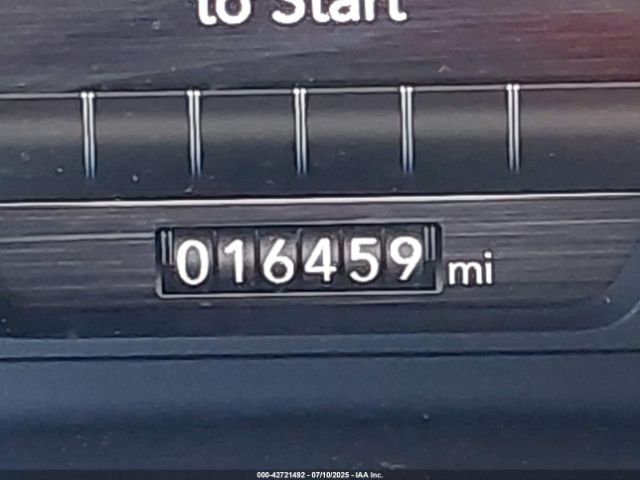 to Start
016459 mi
000-42721492 - 07/10/2025 - IAA Inc.